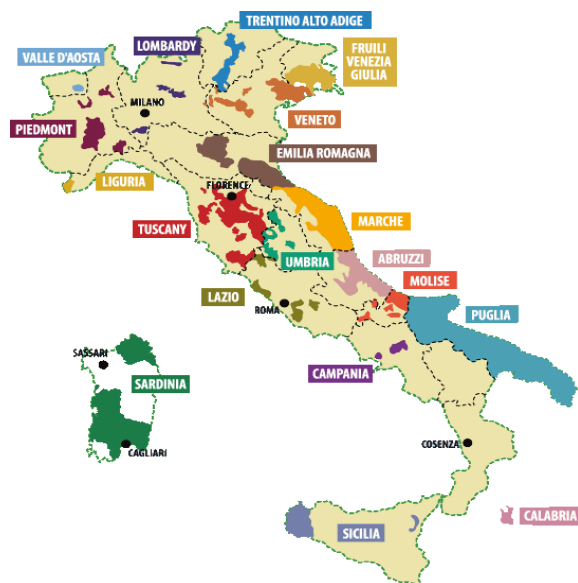 TRENTINO ALTO ADIGE
LOMBARDY
FRUILI
VENEZIA
GIULIA
VALLE D'AOSTA
MILANO
VENETO
PIEDMONT
EMILIA ROMAGNA
LIGURIA
FLORENCE
MARCHE
TUSCANY
UMBRIA
ABRUZZI
MOLISE
LAZIO
ROMA
PUGLIA
SASSARI
CAMPANIA
SARDINIA
COSENZA
CAGLIARI
CALABRIA
SICILIA